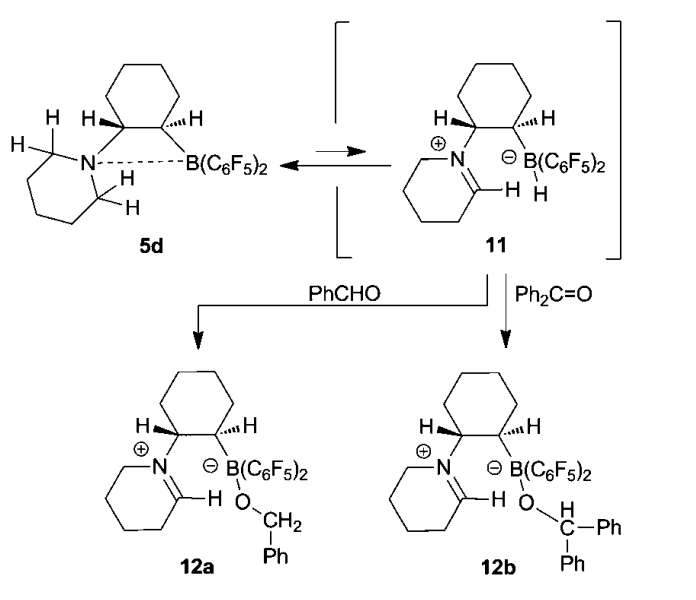 H H
H
H
N B(C6F5)2
H
H
5d
H H
⊕ N ⊖ B(C6F5)2
H
H
11
PhCHO Ph2C=O
H H
⊕ N ⊖ B(C6F5)2
H O
CH2
Ph
12a
H H
⊕ N ⊖ B(C6F5)2
H O
H
C Ph
Ph
12b